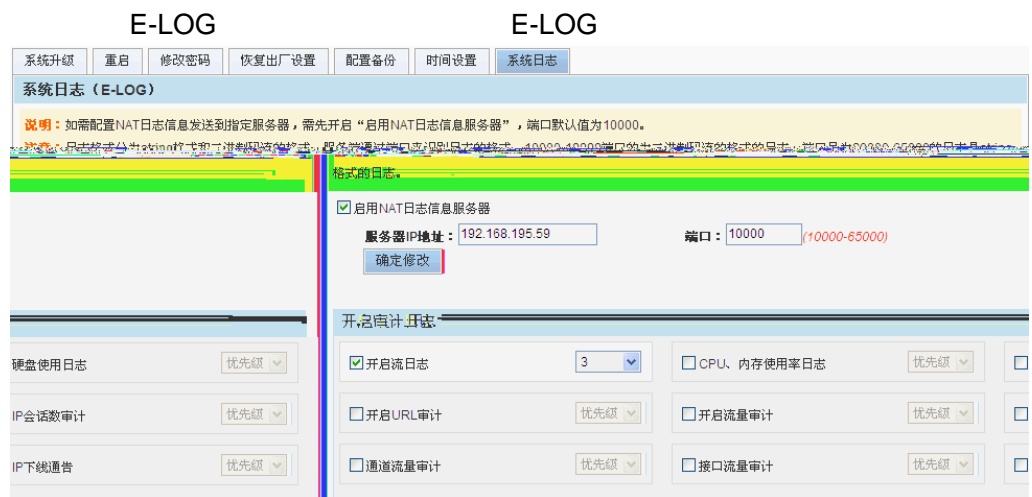 E-LOG E-LOG
系统升级 重启 修改密码 恢复出厂设置 配置备份 时间设置 系统日志
系统日志（E-LOG）
说明：如需配置NAT日志信息发送到指定服务器，需先开启“启用NAT日志信息服务器”，端口默认值为10000。
格式的日志。
启用NAT日志信息服务器
服务器IP地址： 192.168.195.59 端口： 10000 (10000-65000)
确定修改
开启审计日志
硬盘使用日志 优先级 开启流日志 3 CPU、内存使用率日志 优先级
IP会话数审计 优先级 开启URL审计 优先级 开启流量审计 优先级
IP下线通告 优先级 通道流量审计 优先级 接口流量审计 优先级